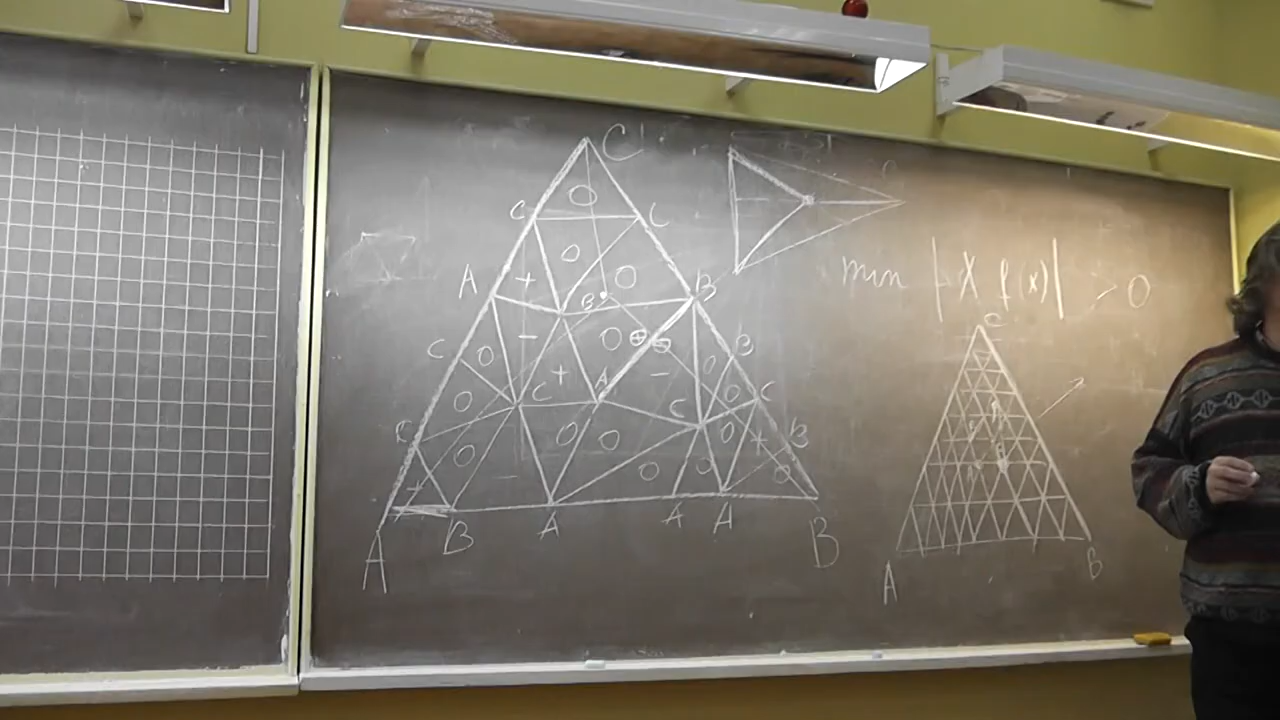 C
C O C
O O
A + B B
- O ⊕ ⊖
C O + - O B
O C A C O C
C O O O O + B
+ O O O
A B A A A B
min | X f(x)| > 0
C
A B